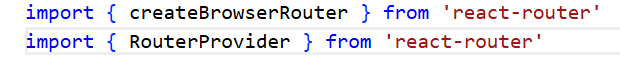 import { createBrowserRouter } from 'react-router'
import { RouterProvider } from 'react-router'